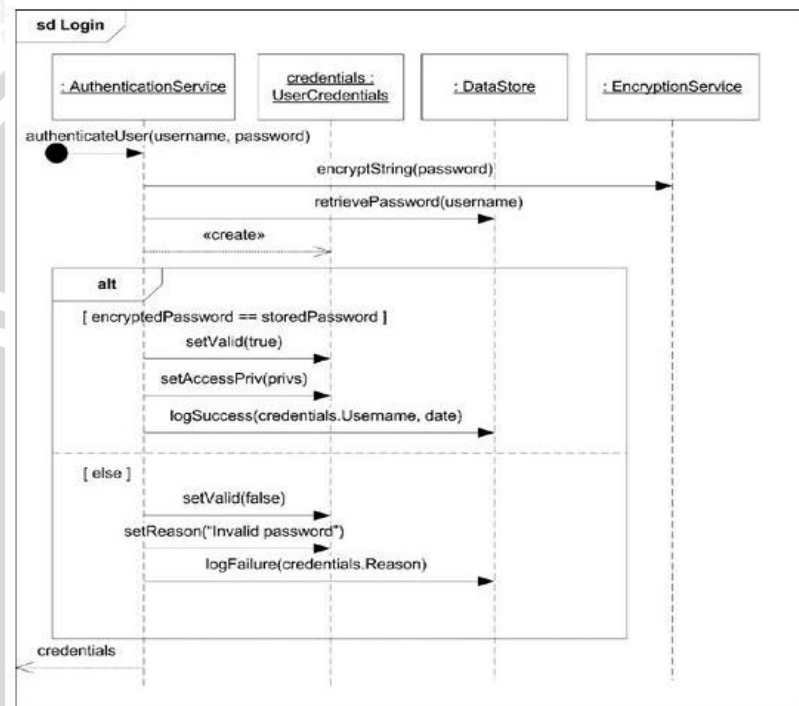 sd Login
: AuthenticationService
credentials :
UserCredentials
: DataStore
: EncryptionService
authenticateUser(username, password)
encryptString(password)
retrievePassword(username)
«create»
alt
[ encryptedPassword == storedPassword ]
setValid(true)
setAccessPriv(privs)
logSuccess(credentials.Username, date)
[ else ]
setValid(false)
setReason("Invalid password")
logFailure(credentials.Reason)
credentials